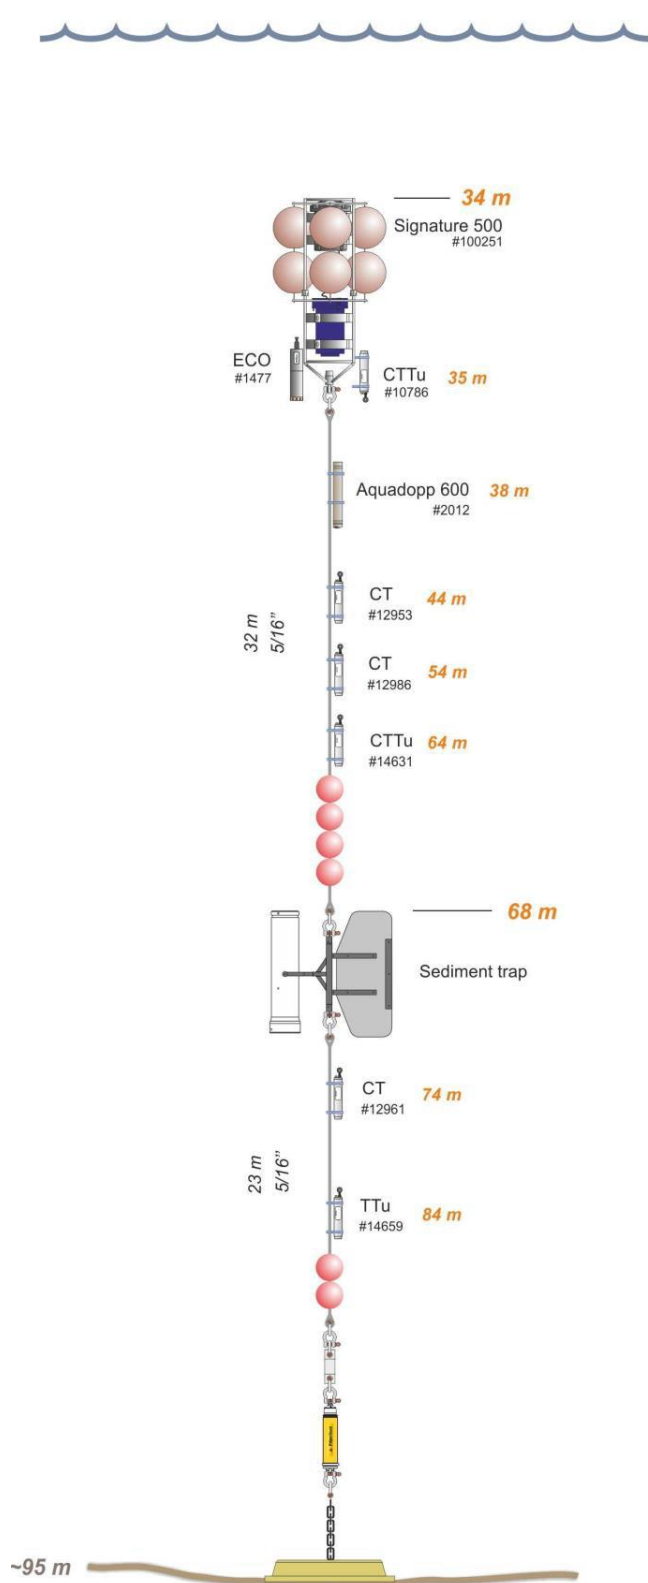 34 m
Signature 500
#100251
ECO
#1477
CTTu
#10786
35 m
Aquadopp 600
#2012
38 m
CT
#12953
44 m
32 m
5/16”
CT
#12986
54 m
CTTu
#14631
64 m
68 m
Sediment trap
CT
#12961
74 m
23 m
5/16”
TTu
#14659
84 m
~95 m